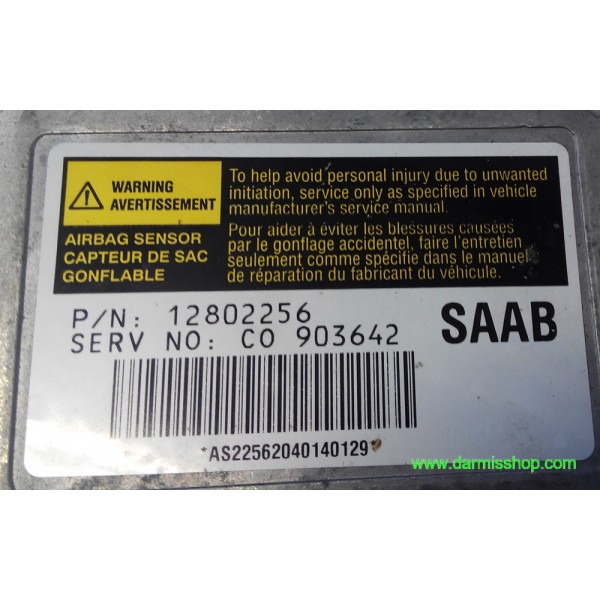 WARNING
AVERTISSEMENT
AIRBAG SENSOR
CAPTEUR DE SAC
GONFLABLE
To help avoid personal injury due to unwanted
initiation, service only as specified in vehicle
manufacturer's service manual.
Pour aider à éviter les blessures causées
par le gonflage accidentel, faire l'entretien
seulement comme spécifie dans le manuel
de réparation du fabricant du véhicule.
P/N: 12802256
SERV NO: CO 903642
SAAB
*AS22562040140129*
www.darmisshop.com